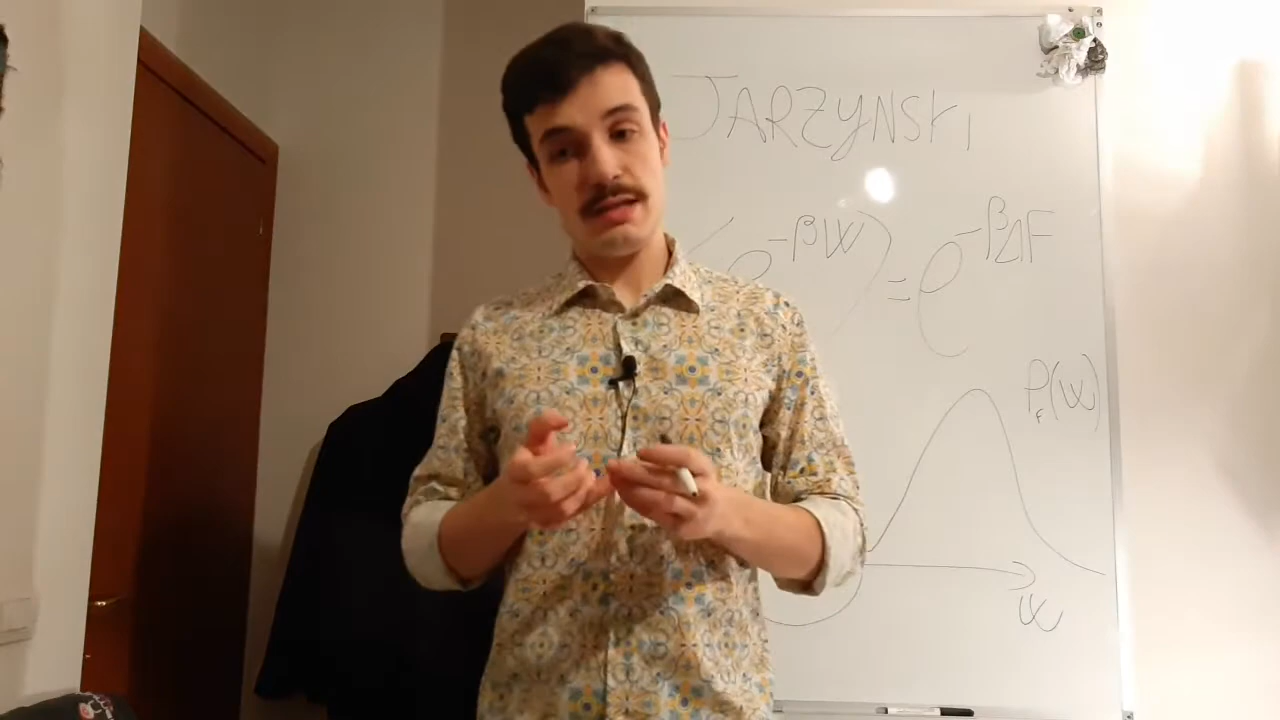 JARZYNSKI
⟨e^{-βW}⟩ = e^{-βΔF}
P_F(W)
W